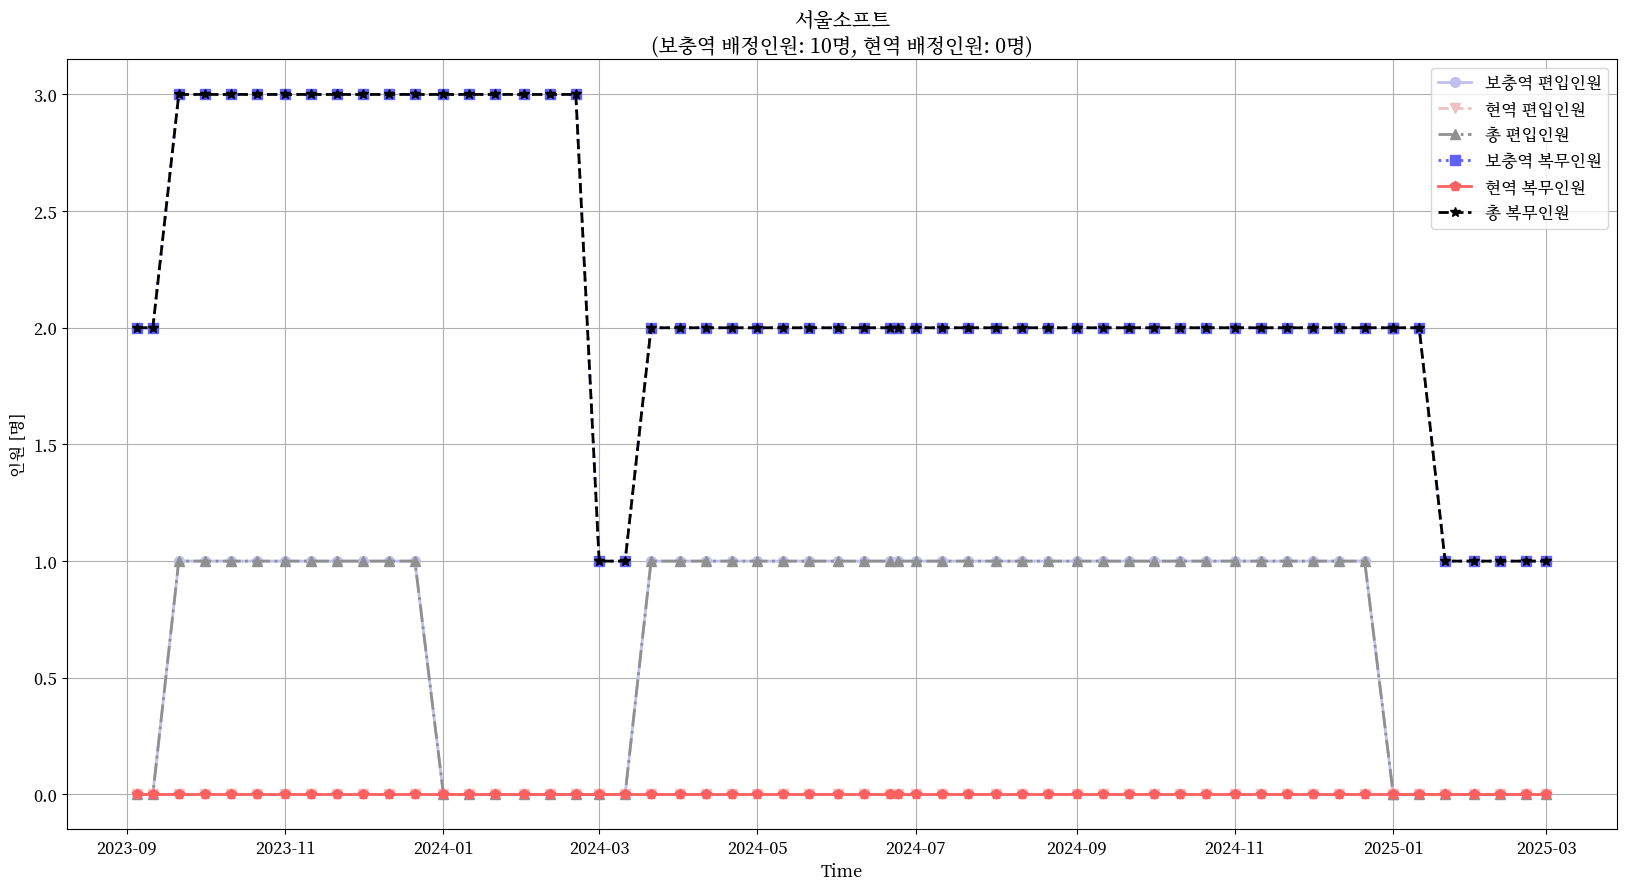 서울소프트
(보충역 배정인원: 10명, 현역 배정인원: 0명)
보충역 편입인원
현역 편입인원
총 편입인원
보충역 복무인원
현역 복무인원
총 복무인원
3.0
2.5
2.0
1.5
1.0
0.5
0.0
인원 [명]
2023-09
2023-11
2024-01
2024-03
2024-05
2024-07
2024-09
2024-11
2025-01
2025-03
Time